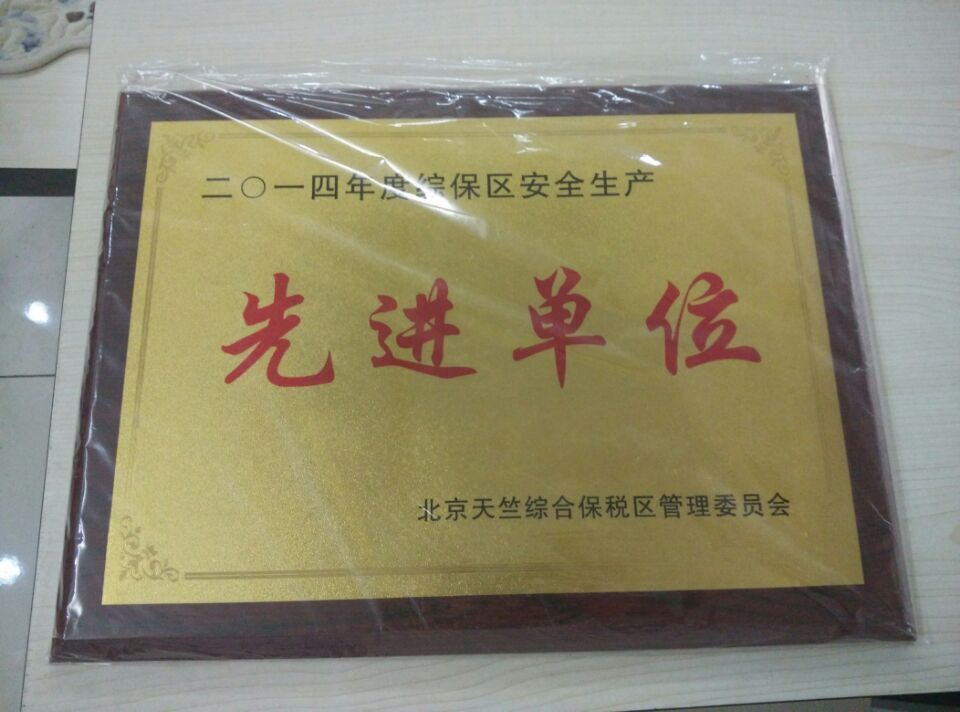 二〇一四年度综保区安全生产
先进单位
北京天竺综合保税区管理委员会